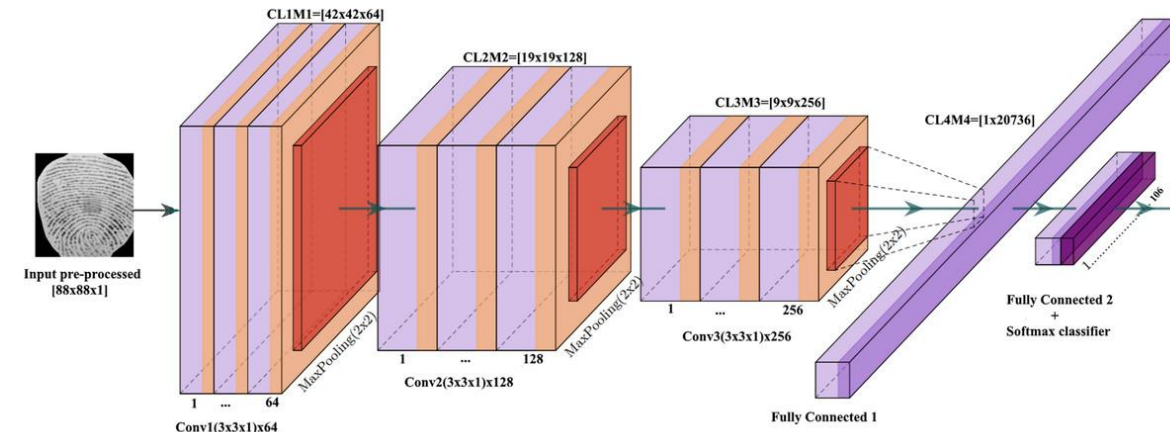 CL1M1=[42x42x64]
CL2M2=[19x19x128]
CL3M3=[9x9x256]
CL4M4=[1x20736]
Input pre-processed
[88x88x1]
MaxPooling(2x2)
MaxPooling(2x2)
MaxPooling(2x2)
1 ... 64
Conv1(3x3x1)x64
1 ... 128
Conv2(3x3x1)x128
1 ... 256
Conv3(3x3x1)x256
Fully Connected 1
1 106
Fully Connected 2
+
Softmax classifier